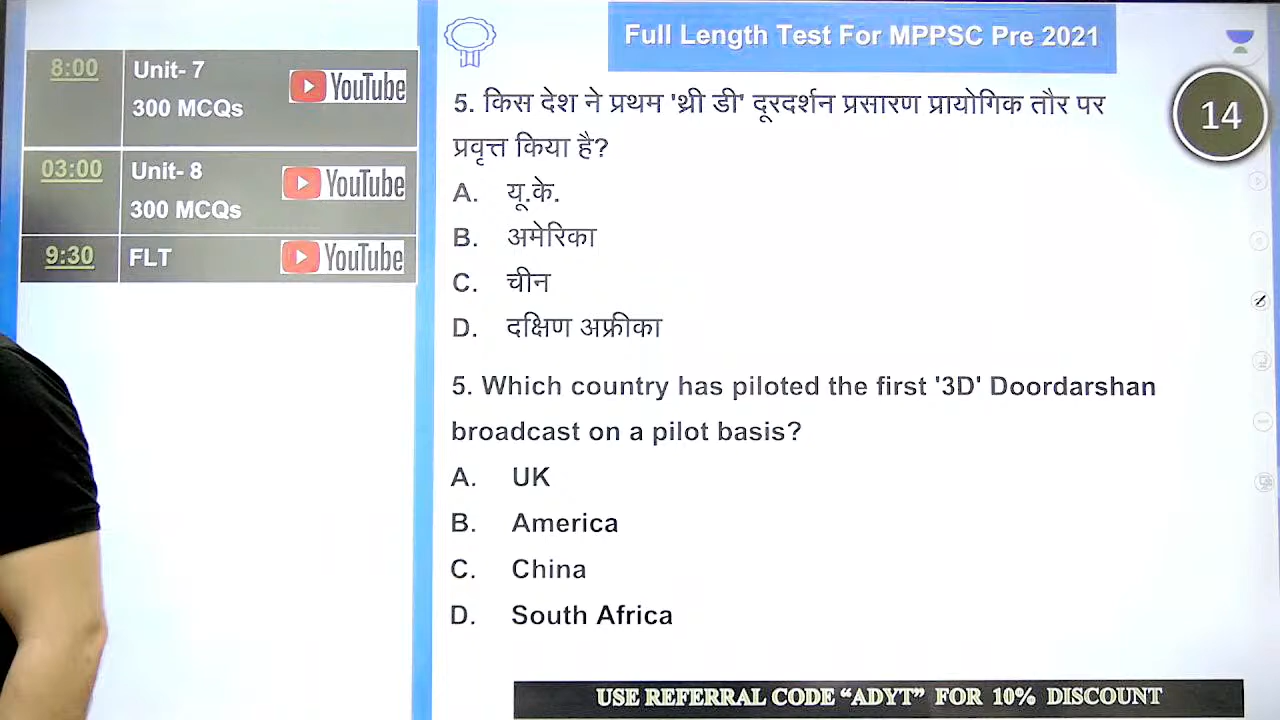 Full Length Test For MPPSC Pre 2021
8:00 Unit- 7 YouTube
300 MCQs
03:00 Unit- 8 YouTube
300 MCQs
9:30 FLT YouTube
14
5. किस देश ने प्रथम 'थ्री डी' दूरदर्शन प्रसारण प्रायोगिक तौर पर
प्रवृत्त किया है?
A. यू.के.
B. अमेरिका
C. चीन
D. दक्षिण अफ्रीका
5. Which country has piloted the first '3D' Doordarshan
broadcast on a pilot basis?
A. UK
B. America
C. China
D. South Africa
USE REFERRAL CODE “ADYT” FOR 10% DISCOUNT